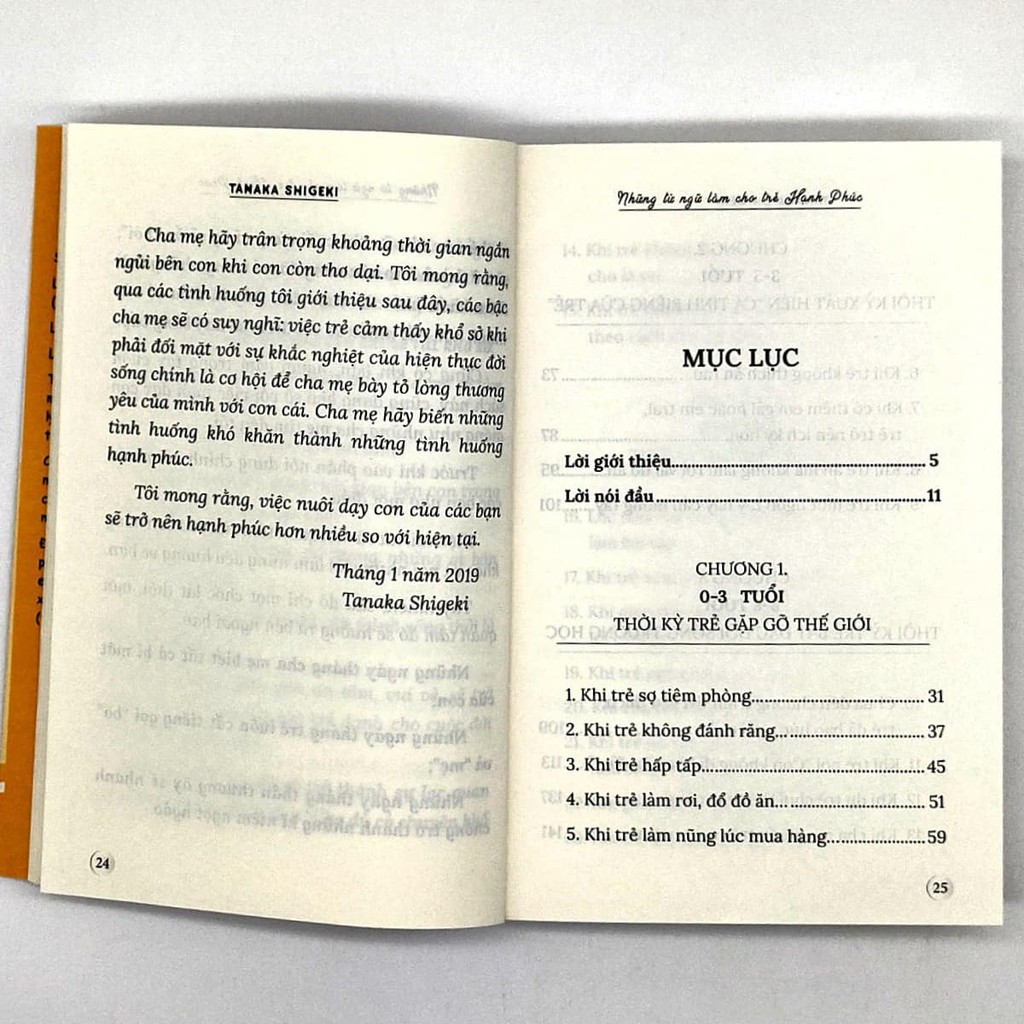 TANAKA SHIGEKI
Cha mẹ hãy trân trọng khoảng thời gian ngắn
ngủi bên con khi con còn thơ dại. Tôi mong rằng,
qua các tình huống tôi giới thiệu sau đây, các bậc
cha mẹ sẽ có suy nghĩ: việc trẻ cảm thấy khổ sở khi
phải đối mặt với sự khắc nghiệt của hiện thực đời
sống chính là cơ hội để cha mẹ bày tỏ lòng thương
yêu của mình với con cái. Cha mẹ hãy biến những
tình huống khó khăn thành những tình huống
hạnh phúc.
Tôi mong rằng, việc nuôi dạy con của các bạn
sẽ trở nên hạnh phúc hơn nhiều so với hiện tại.
Tháng 1 năm 2019
Tanaka Shigeki
24
Những từ ngữ làm cho trẻ Hạnh Phúc
MỤC LỤC
Lời giới thiệu.......................................................... 5
Lời nói đầu.............................................................11
CHƯƠNG 1.
0-3 TUỔI
THỜI KỲ TRẺ GẶP GỠ THẾ GIỚI
1. Khi trẻ sợ tiêm phòng...................................... 31
2. Khi trẻ không đánh răng................................ 37
3. Khi trẻ hấp tấp................................................ 45
4. Khi trẻ làm rơi, đổ đồ ăn................................ 51
5. Khi trẻ làm nũng lúc mua hàng...................... 59
25